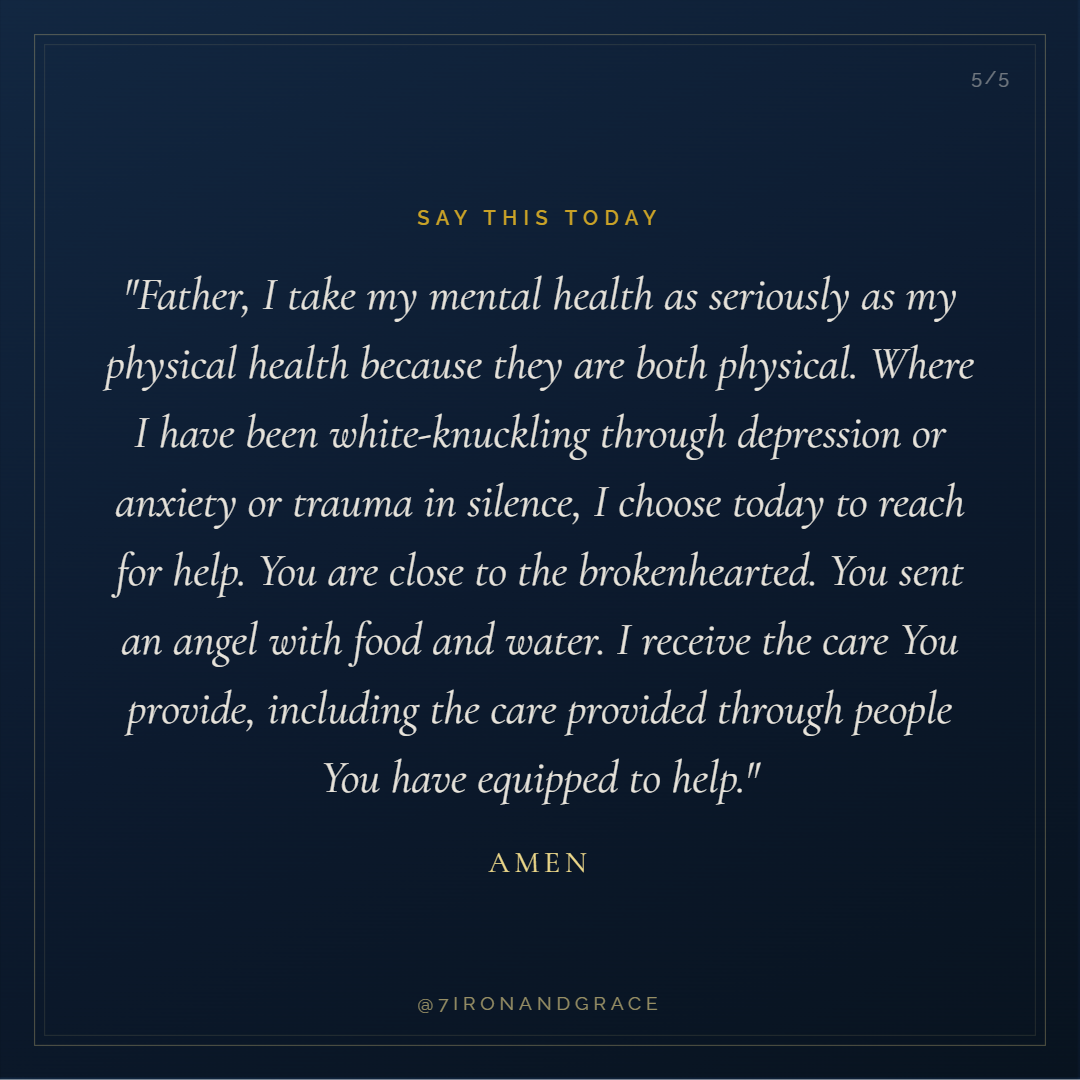 5/5
SAY THIS TODAY
"Father, I take my mental health as seriously as my
physical health because they are both physical. Where
I have been white-knuckling through depression or
anxiety or trauma in silence, I choose today to reach
for help. You are close to the brokenhearted. You sent
an angel with food and water. I receive the care You
provide, including the care provided through people
You have equipped to help."
AMEN
@7IRONANDGRACE